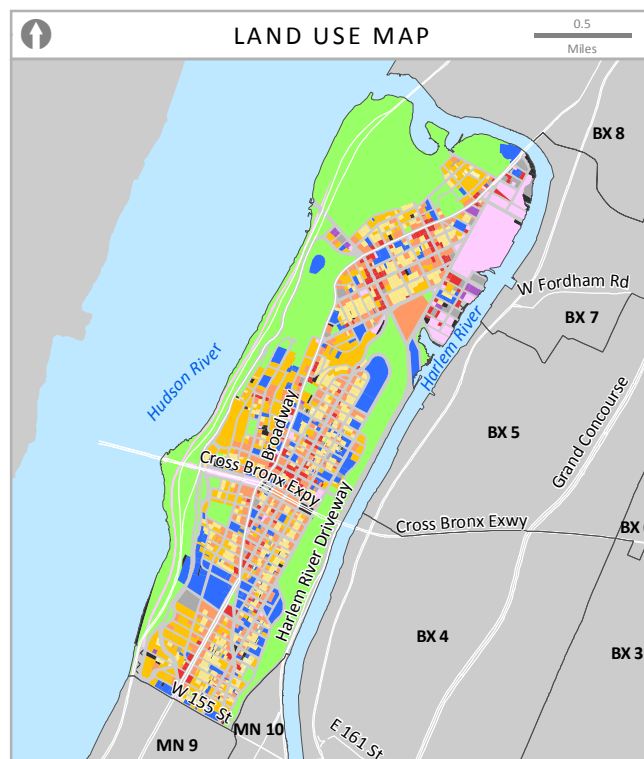 LAND USE MAP
0.5
Miles
BX 8
W Fordham Rd
BX 7
Harlem River
Hudson River
BX 5
Grand Concourse
Broadway
Cross Bronx Expy
Cross Bronx Exwy
BX
Harlem River Driveway
BX 4
BX 3
W 155 St
MN 10
MN 9
E 161 St